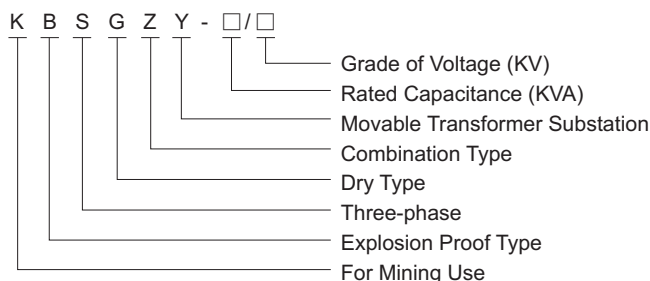 K B S G Z Y - □/□
Grade of Voltage (KV)
Rated Capacitance (KVA)
Movable Transformer Substation
Combination Type
Dry Type
Three-phase
Explosion Proof Type
For Mining Use